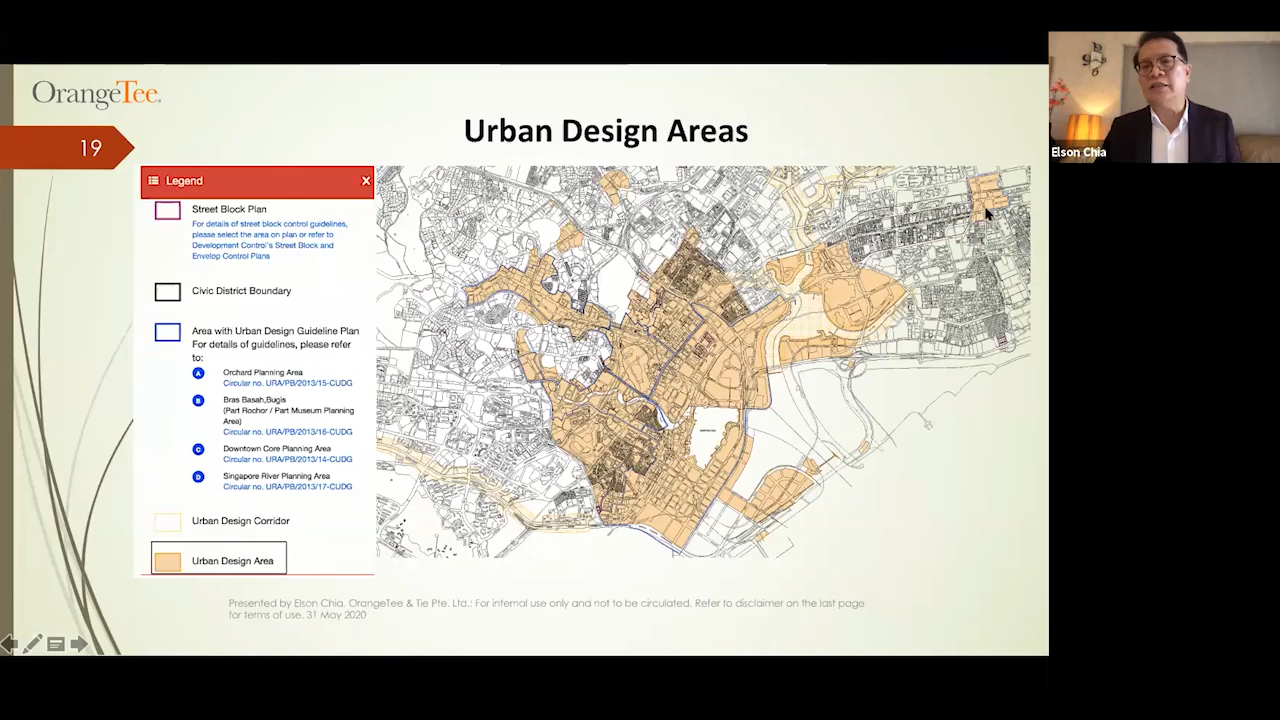 OrangeTee
19
Urban Design Areas
Legend
X
Street Block Plan
For details of street block control guidelines,
please select the area on plan or refer to
Development Control's Street Block and
Envelop Control Plans
Civic District Boundary
Area with Urban Design Guideline Plan
For details of guidelines, please refer
to:
A
Orchard Planning Area
Circular no. URA/PB/2013/15-CUDG
B
Bras Basah,Bugis
(Part Rochor / Part Museum Planning
Area)
Circular no. URA/PB/2013/16-CUDG
C
Downtown Core Planning Area
Circular no. URA/PB/2013/14-CUDG
D
Singapore River Planning Area
Circular no. URA/PB/2013/17-CUDG
Urban Design Corridor
Urban Design Area
Presented by Elson Chia. OrangeTee & Tie Pte. Ltd.: For internal use only and not to be circulated. Refer to disclaimer on the last page
for terms of use. 31 May 2020
Elson Chia